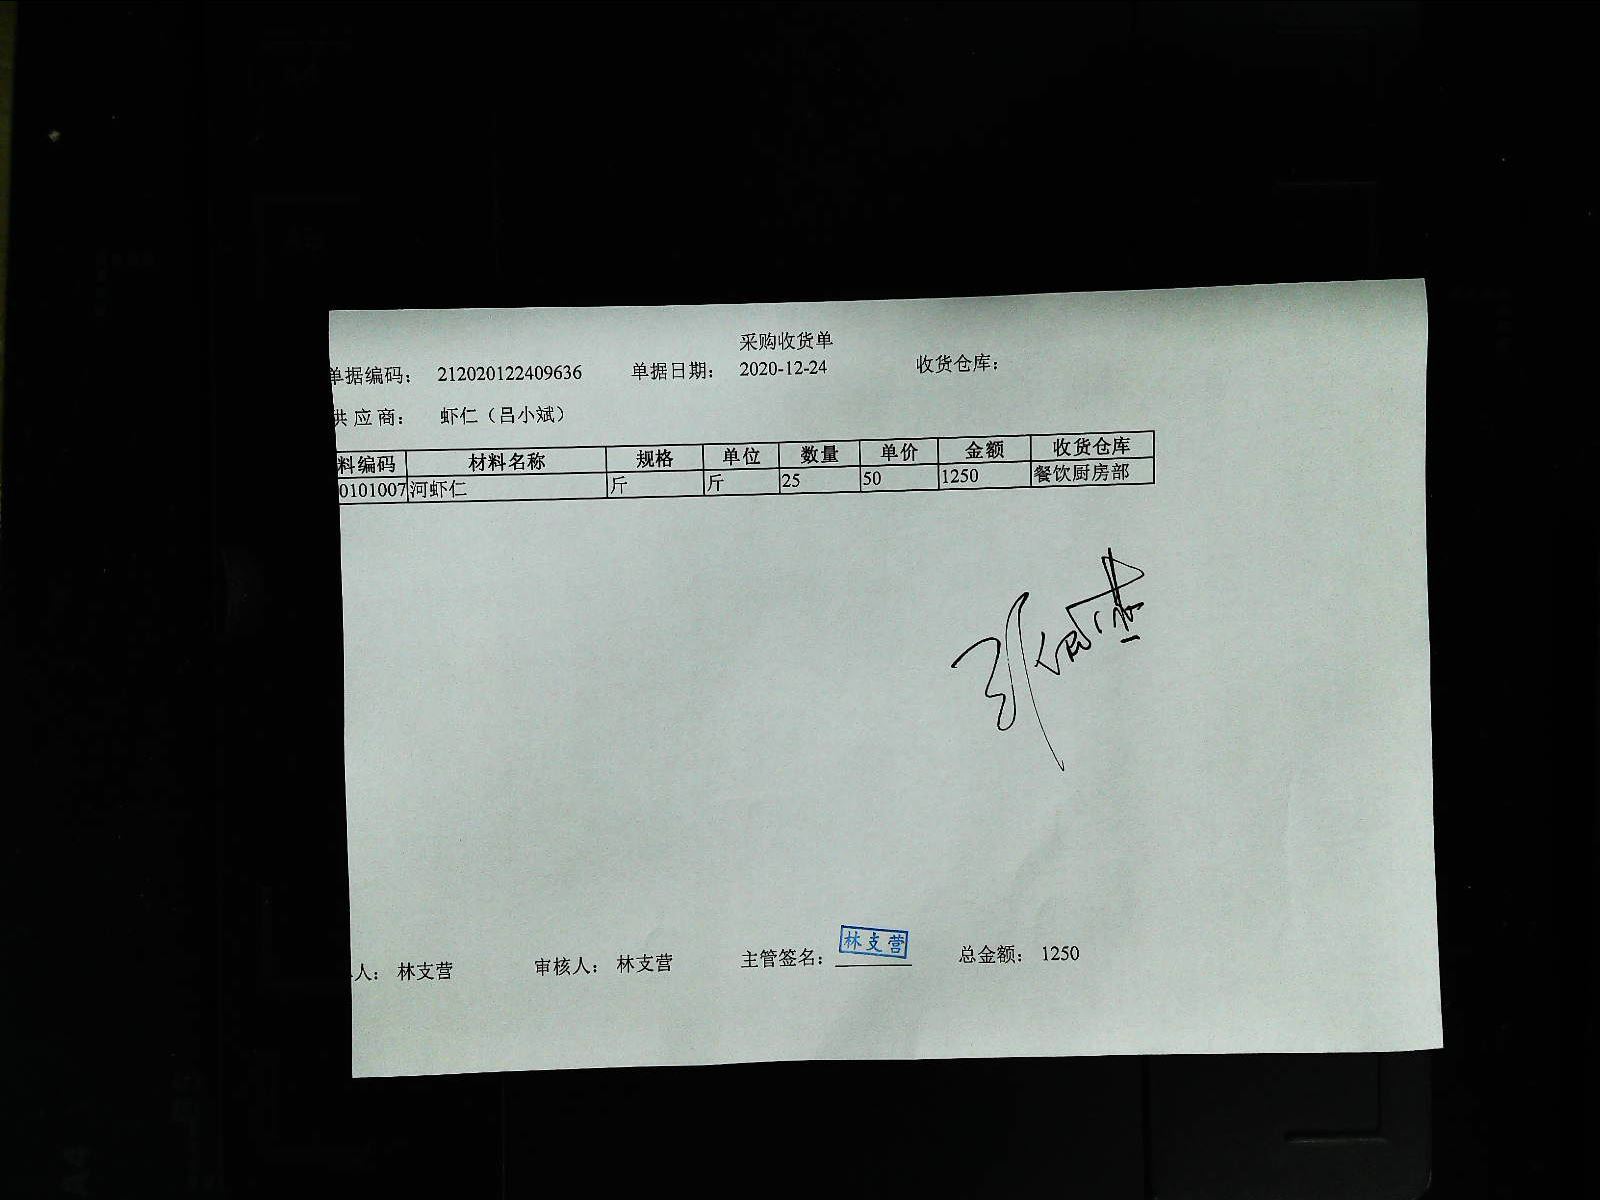 采购收货单
单据编码： 212020122409636 单据日期： 2020-12-24 收货仓库：
供应商： 虾仁（吕小斌）
料编码 材料名称 规格 单位 数量 单价 金额 收货仓库
0101007 河虾仁 斤 斤 25 50 1250 餐饮厨房部
人： 林支营 审核人： 林支营 主管签名： 林支营 总金额： 1250